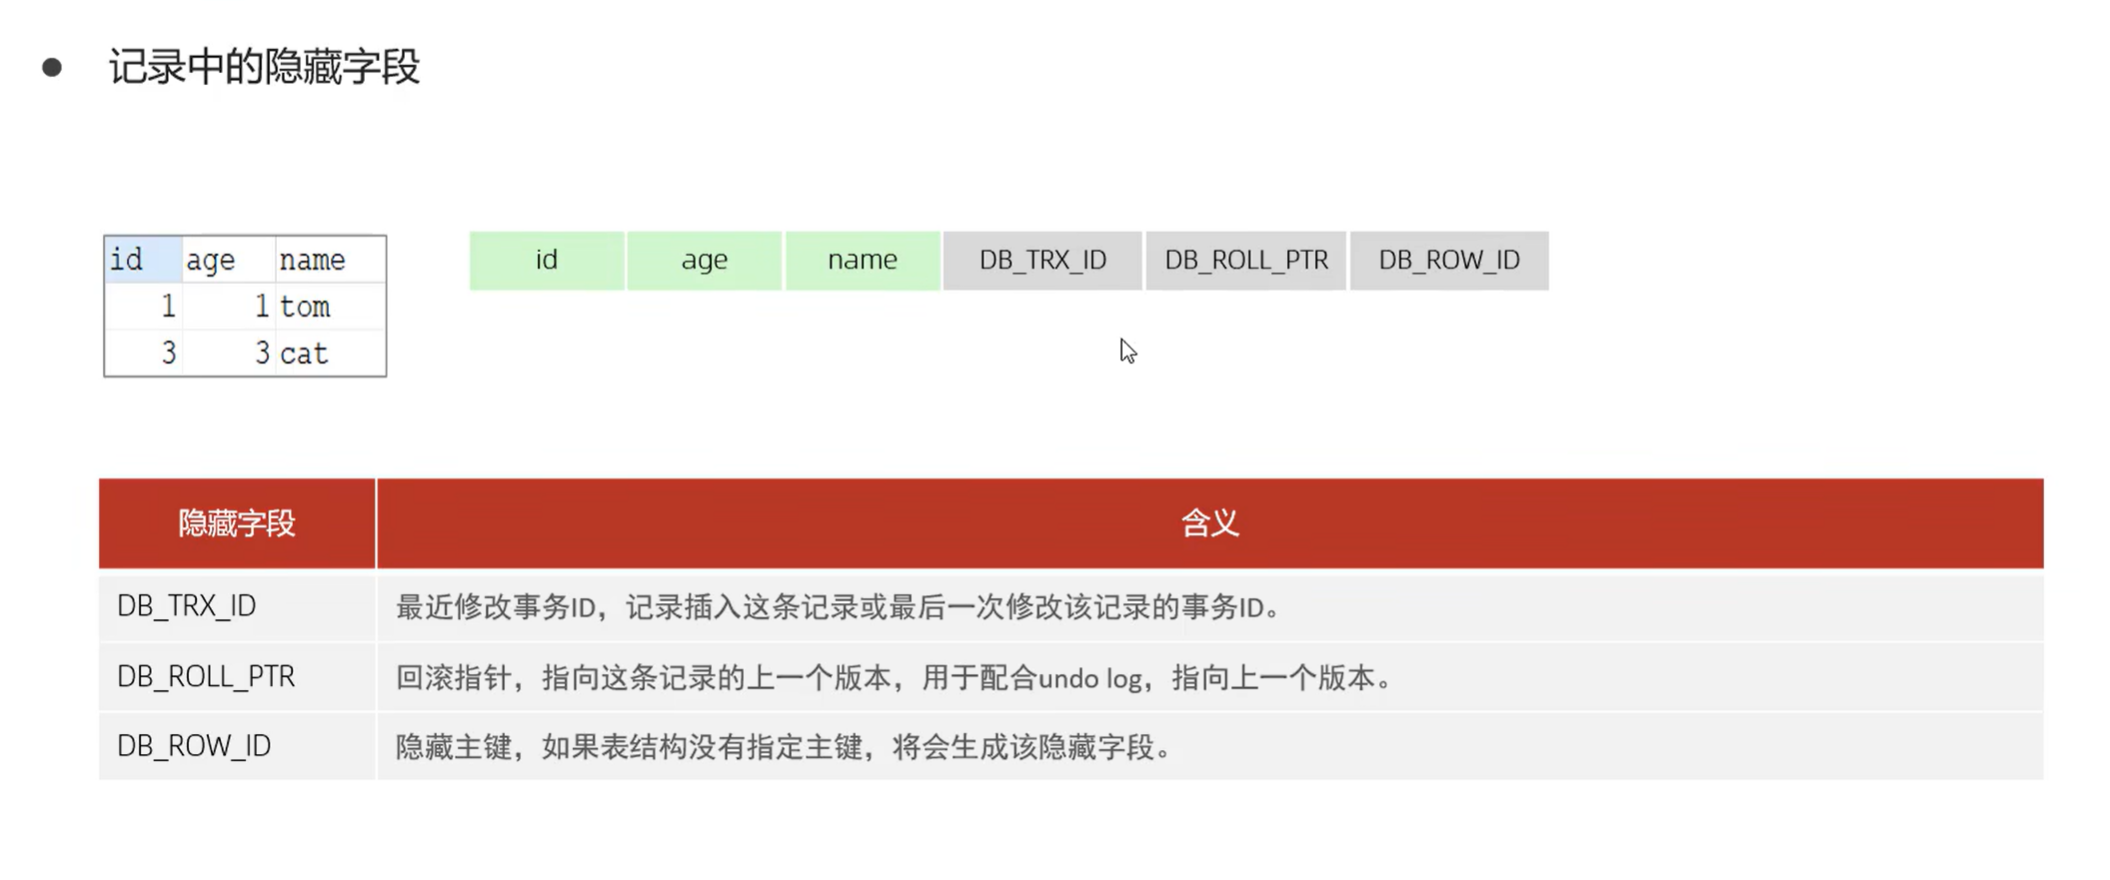 ● 记录中的隐藏字段
id age name id age name DB_TRX_ID DB_ROLL_PTR DB_ROW_ID
1 1 tom
3 3 cat
隐藏字段 含义
DB_TRX_ID 最近修改事务ID，记录插入这条记录或最后一次修改该记录的事务ID。
DB_ROLL_PTR 回滚指针，指向这条记录的上一个版本，用于配合undo log，指向上一个版本。
DB_ROW_ID 隐藏主键，如果表结构没有指定主键，将会生成该隐藏字段。